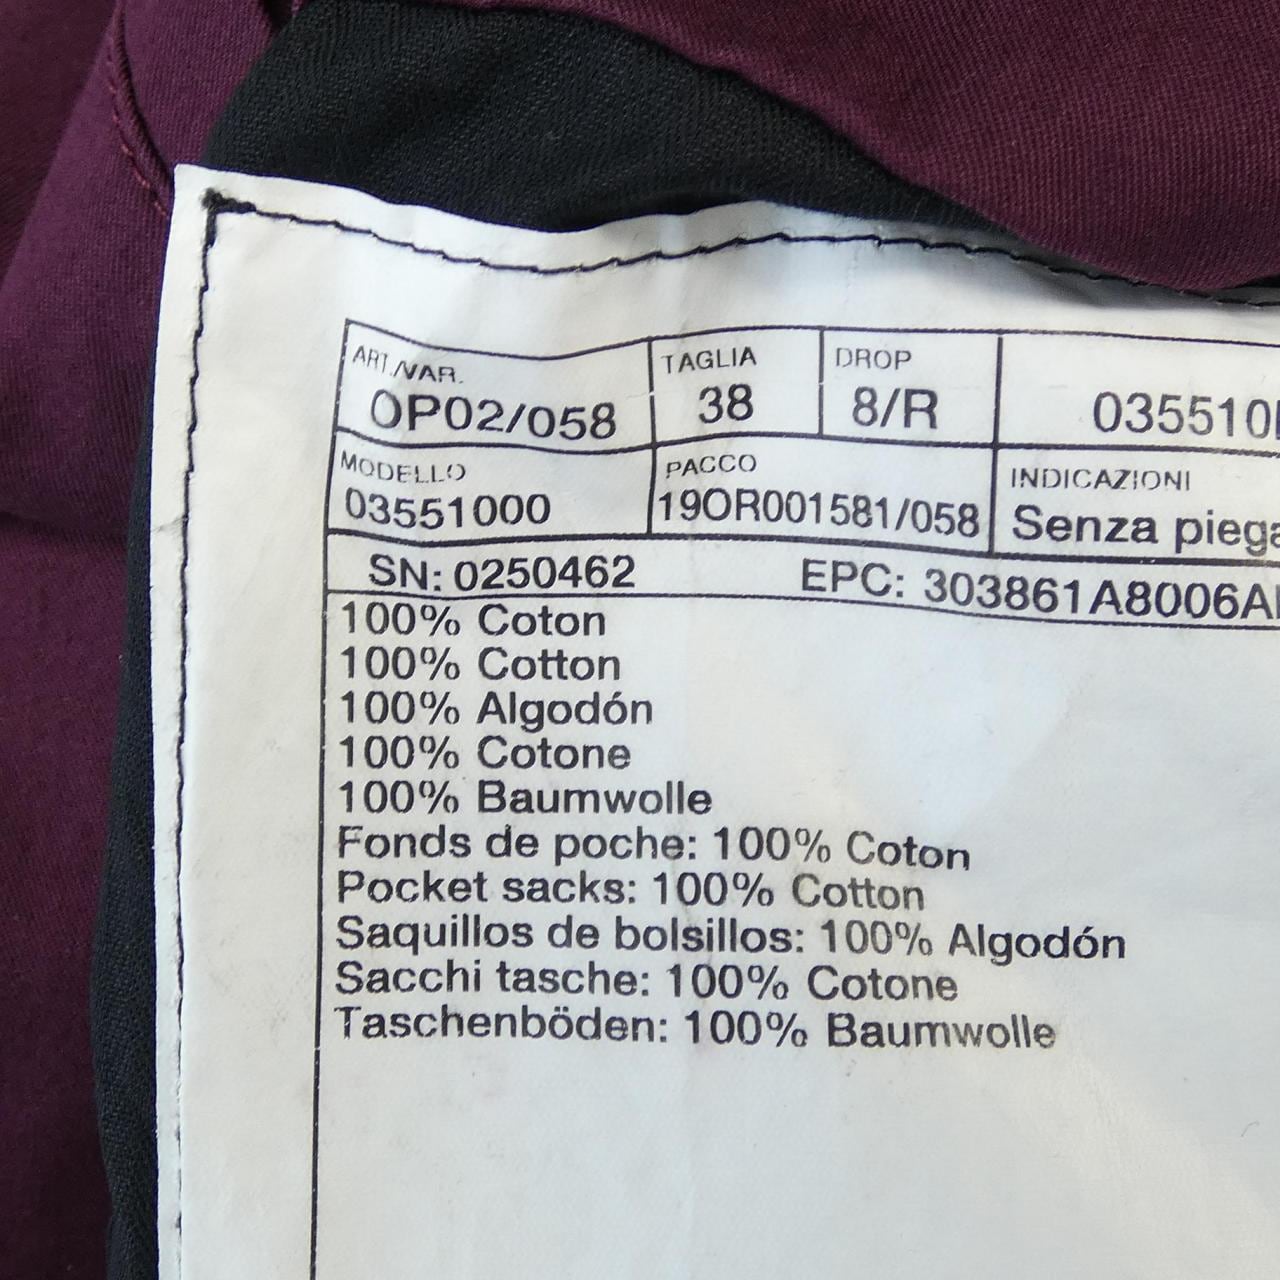 ART./VAR. TAGLIA DROP
OP02/058 38 8/R 035510
MODELLO PACCO INDICAZIONI
03551000 19OR001581/058 Senza
SN: 0250462 EPC: 303861A8006A
100% Coton
100% Cotton
100% Algodón
100% Cotone
100% Baumwolle
Fonds de poche: 100% Coton
Pocket sacks: 100% Cotton
Saquillos de bolsillos: 100% Algodón
Sacchi tasche: 100% Cotone
Taschenböden: 100% Baumwolle